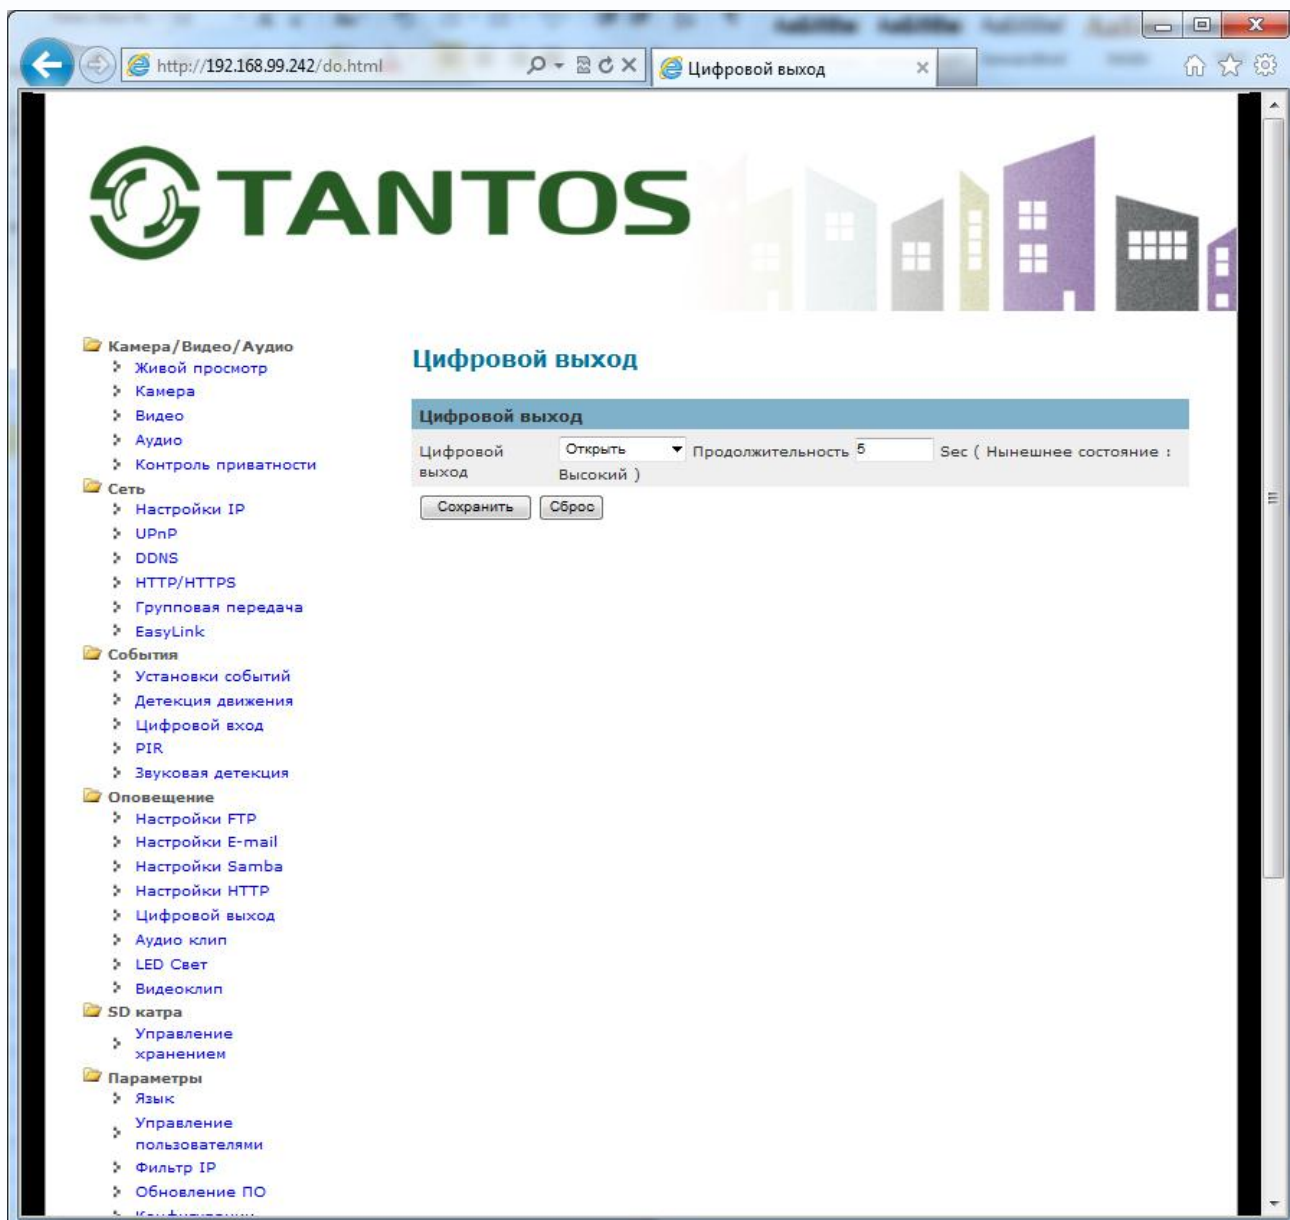 http://192.168.99.242/do.html
Цифровой выход
TANTOS
Камера/Видео/Аудио
Живой просмотр
Камера
Видео
Аудио
Контроль приватности
Сеть
Настройки IP
UPnP
DDNS
HTTP/HTTPS
Групповая передача
EasyLink
События
Установки событий
Детекция движения
Цифровой вход
PIR
Звуковая детекция
Оповещение
Настройки FTP
Настройки E-mail
Настройки Samba
Настройки HTTP
Цифровой выход
Аудио клип
LED Свет
Видеоклип
SD катра
Управление
хранением
Параметры
Язык
Управление
пользователями
Фильтр IP
Обновление ПО
Цифровой выход
Цифровой выход
Цифровой выход Открыть Продолжительность 5 Sec ( Нынешнее состояние : Высокий )
Сохранить Сброс